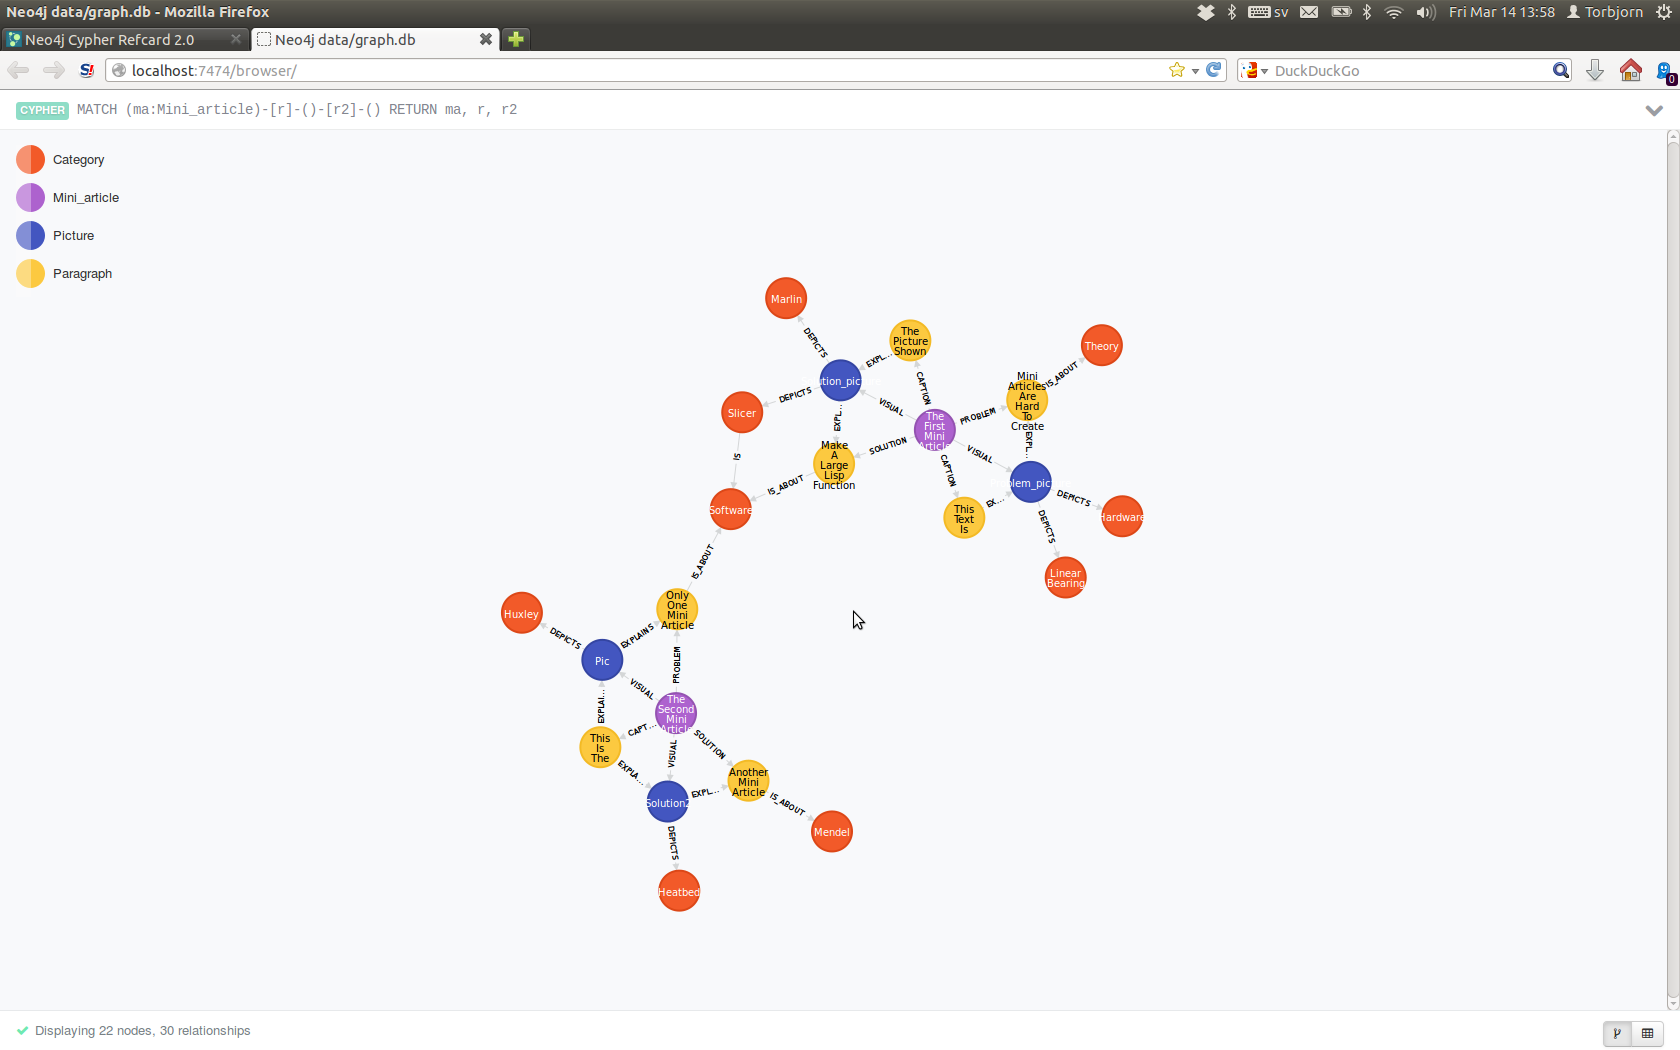 Neo4j data/graph.db - Mozilla Firefox
sv
Fri Mar 14 13:58
Torbjorn
Neo4j Cypher Refcard 2.0
Neo4j data/graph.db
localhost:7474/browser/
DuckDuckGo
0
CYPHER MATCH (ma:Mini_article)-[r]-()-[r2]-() RETURN ma, r, r2
Category
Mini_article
Picture
Paragraph
Marlin
DEPICTS
The
Picture
Shown
EXPL...
CAPTION
ution_pic
DEPICTS
Slicer
VISUAL
EXPL...
IS
The
First
Mini
Article
PROBLEM
Mini
Articles
Are
Hard
To
Create
IS_ABOUT
Theory
SOLUTION
Make
A
Large
Lisp
Function
IS_ABOUT
Software
VISUAL
EXPL...
CAPTION
This
Text
Is
EX...
blem_pic
DEPICTS
Hardware
DEPICTS
Linear
Bearing
IS_ABOUT
Only
One
Mini
Article
Huxley
DEPICTS
Pic
EXPLAINS
PROBLEM
VISUAL
EXPLAI...
The
Second
Mini
Article
CAPT...
This
Is
The
VISUAL
SOLUTION
EXPLA...
Solution2
EXPL...
Another
Mini
Article
IS_ABOUT
Mendel
DEPICTS
Heatbed
Displaying 22 nodes, 30 relationships